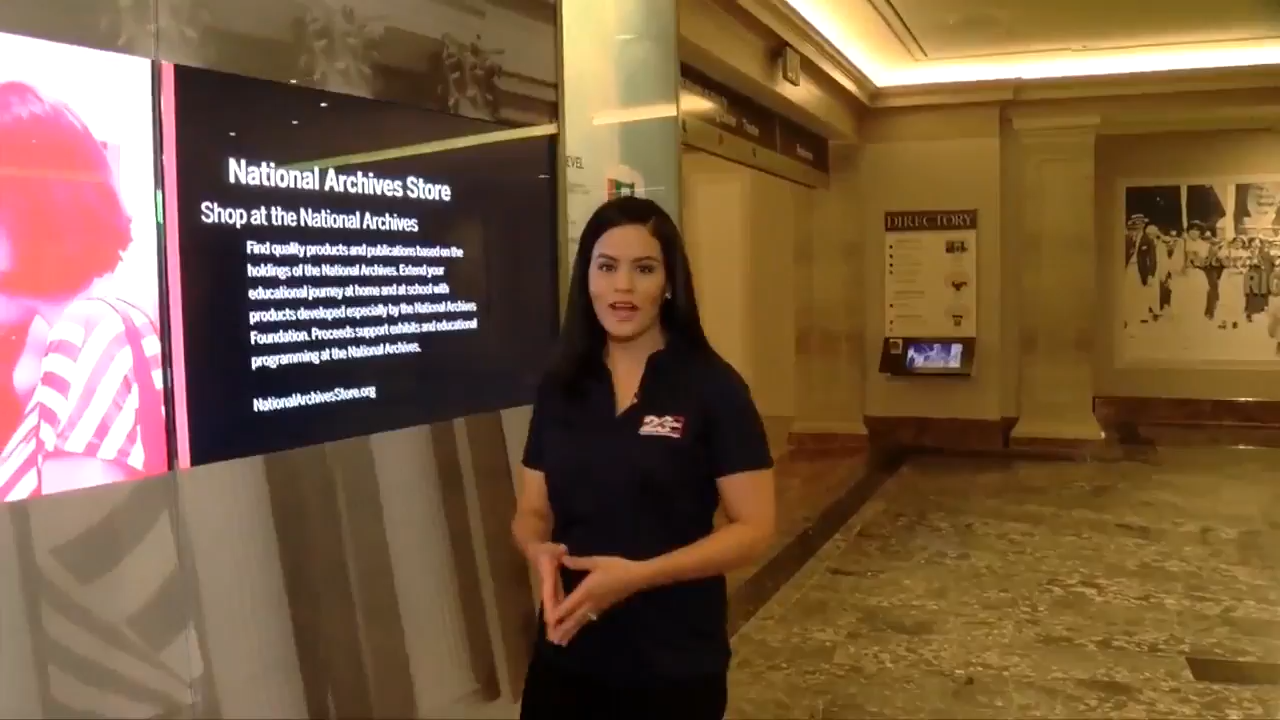 National Archives Store
Shop at the National Archives
Find quality products and publications based on the
holdings of the National Archives. Extend your
educational journey at home and at school with
products developed especially by the National Archives
Foundation. Proceeds support exhibits and educational
programming at the National Archives.
NationalArchivesStore.org
EVEL
DIRECTORY